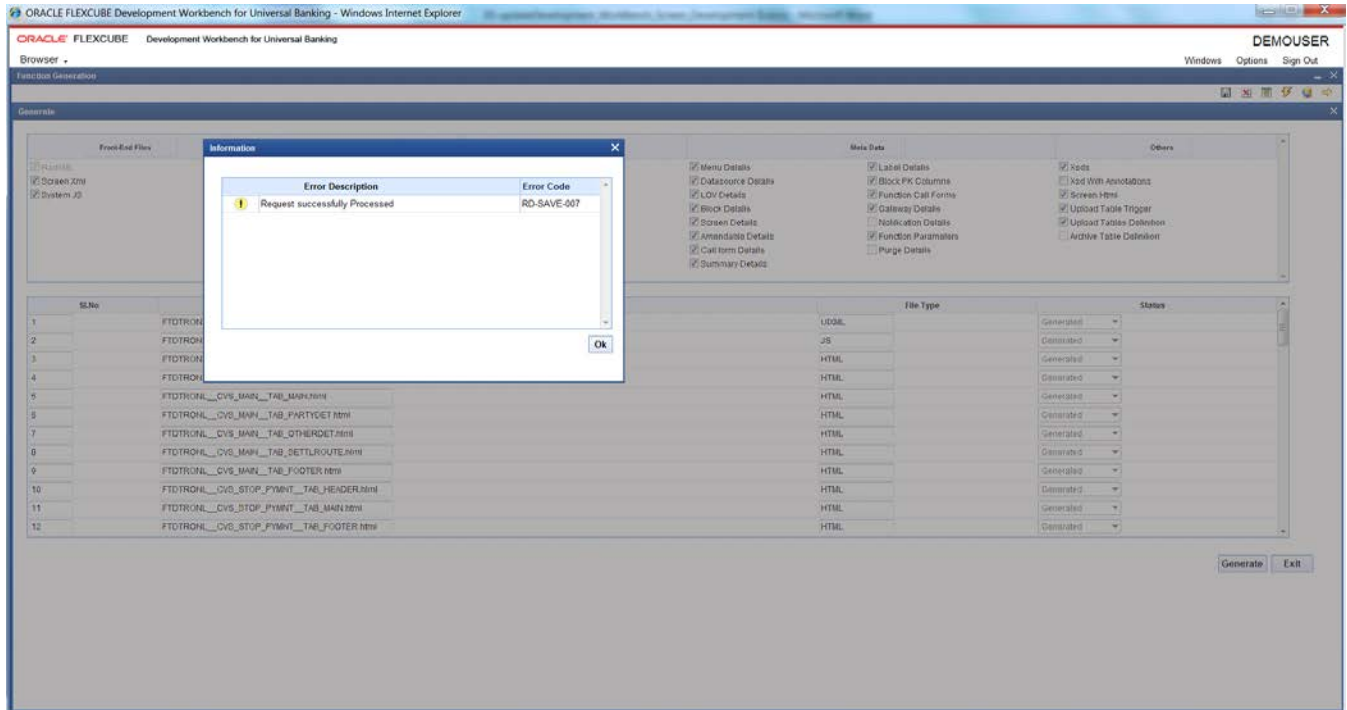 ORACLE FLEXCUBE Development Workbench for Universal Banking - Windows Internet Explorer
ORACLE FLEXCUBE Development Workbench for Universal Banking
DEMOUSER
Browser
Windows Options Sign Out
Function Generation
Generate
Front-End Files Meta Data Others
Information
Error Description Error Code
Request successfully Processed RD-SAVE-007
Ok
Screen Xml
System JS
Menu Details Label Details Xsds
Datasource Details Block PK Columns Xsd With Annotations
LOV Details Function Call Forms Screen Html
Block Details Gateway Details Upload Table Trigger
Screen Details Notification Details Upload Tables Definition
Amendable Details Function Parameters Archive Table Definition
Call form Details Purge Details
Summary Details
Sl.No File Type Status
1 FTDTRON Generated
2 FTDTRON JS Generated
3 FTDTRON HTML Generated
4 FTDTRON HTML Generated
5 FTDTRONL__CVS_MAIN__TAB_MAIN.html HTML Generated
6 FTDTRONL__CVS_MAIN__TAB_PARTYDET.html HTML Generated
7 FTDTRONL__CVS_MAIN__TAB_OTHERDET.html HTML Generated
8 FTDTRONL__CVS_MAIN__TAB_SETTLROUTE.html HTML Generated
9 FTDTRONL__CVS_MAIN__TAB_FOOTER.html HTML Generated
10 FTDTRONL__CVS_STOP_PYMNT__TAB_HEADER.html HTML Generated
11 FTDTRONL__CVS_STOP_PYMNT__TAB_MAIN.html HTML Generated
12 FTDTRONL__CVS_STOP_PYMNT__TAB_FOOTER.html HTML Generated
Generate Exit